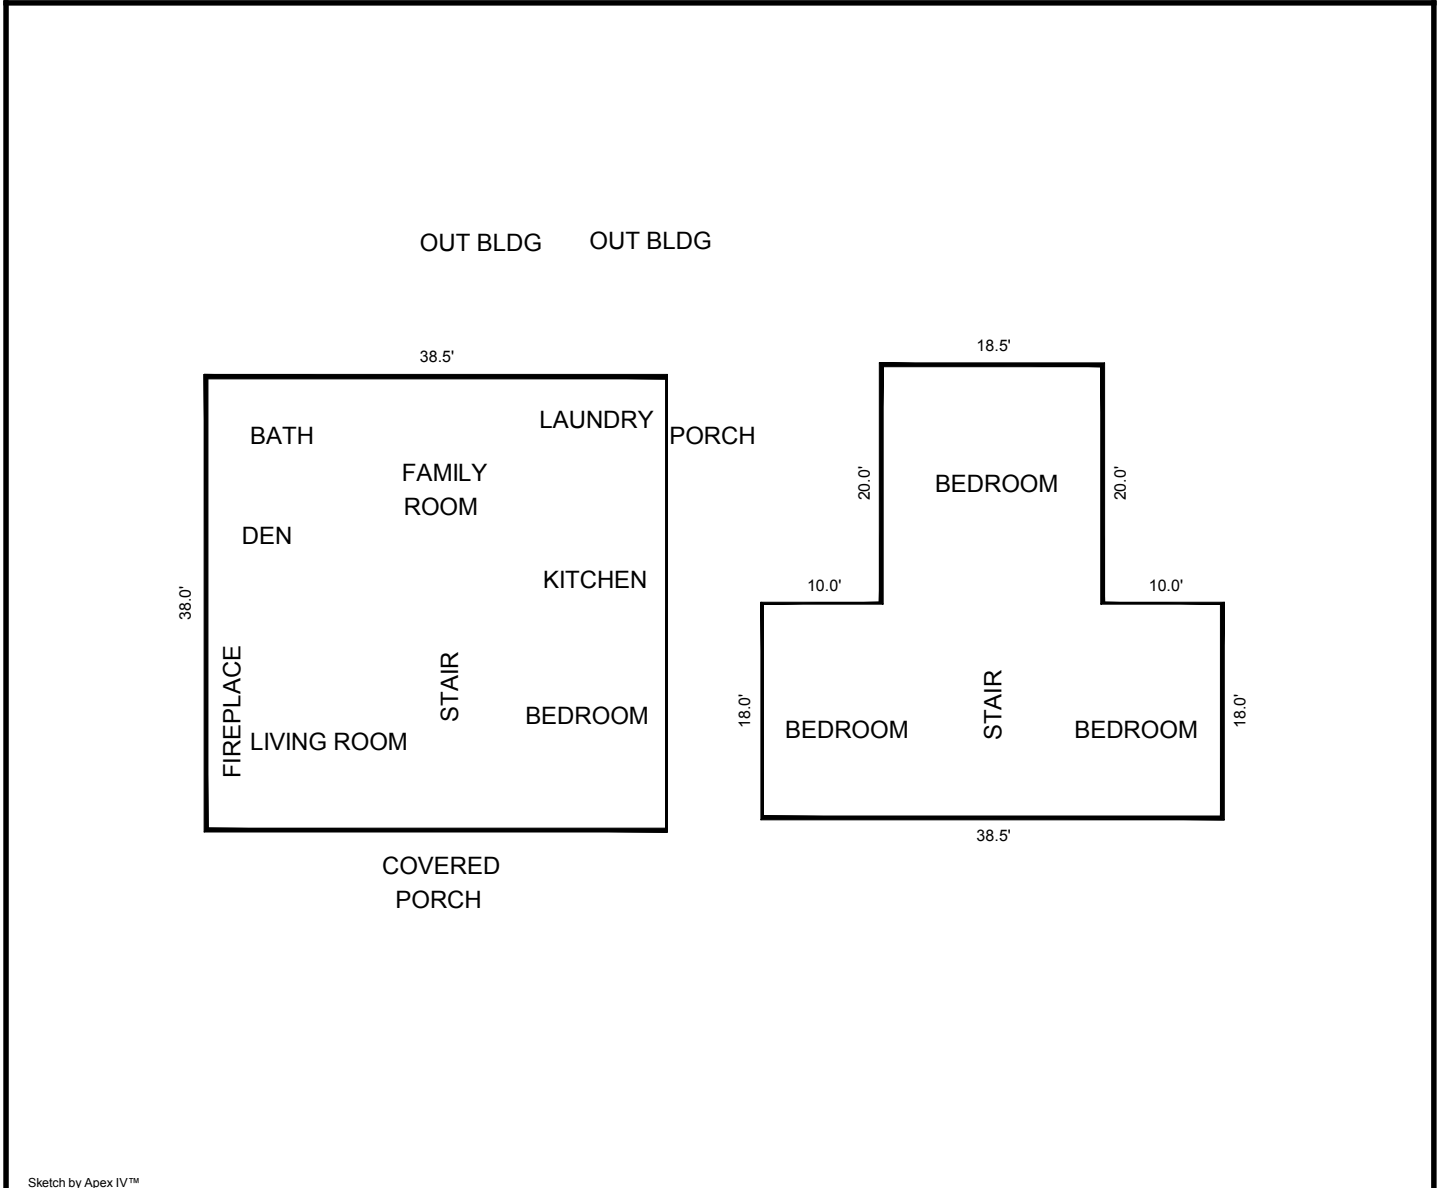 OUT BLDG
OUT BLDG
38.5'
BATH
LAUNDRY
PORCH
FAMILY
ROOM
DEN
KITCHEN
38.0'
FIREPLACE
STAIR
BEDROOM
LIVING ROOM
COVERED
PORCH
18.5'
20.0'
BEDROOM
20.0'
10.0'
10.0'
18.0'
BEDROOM
STAIR
BEDROOM
18.0'
38.5'
Sketch by Apex IV™